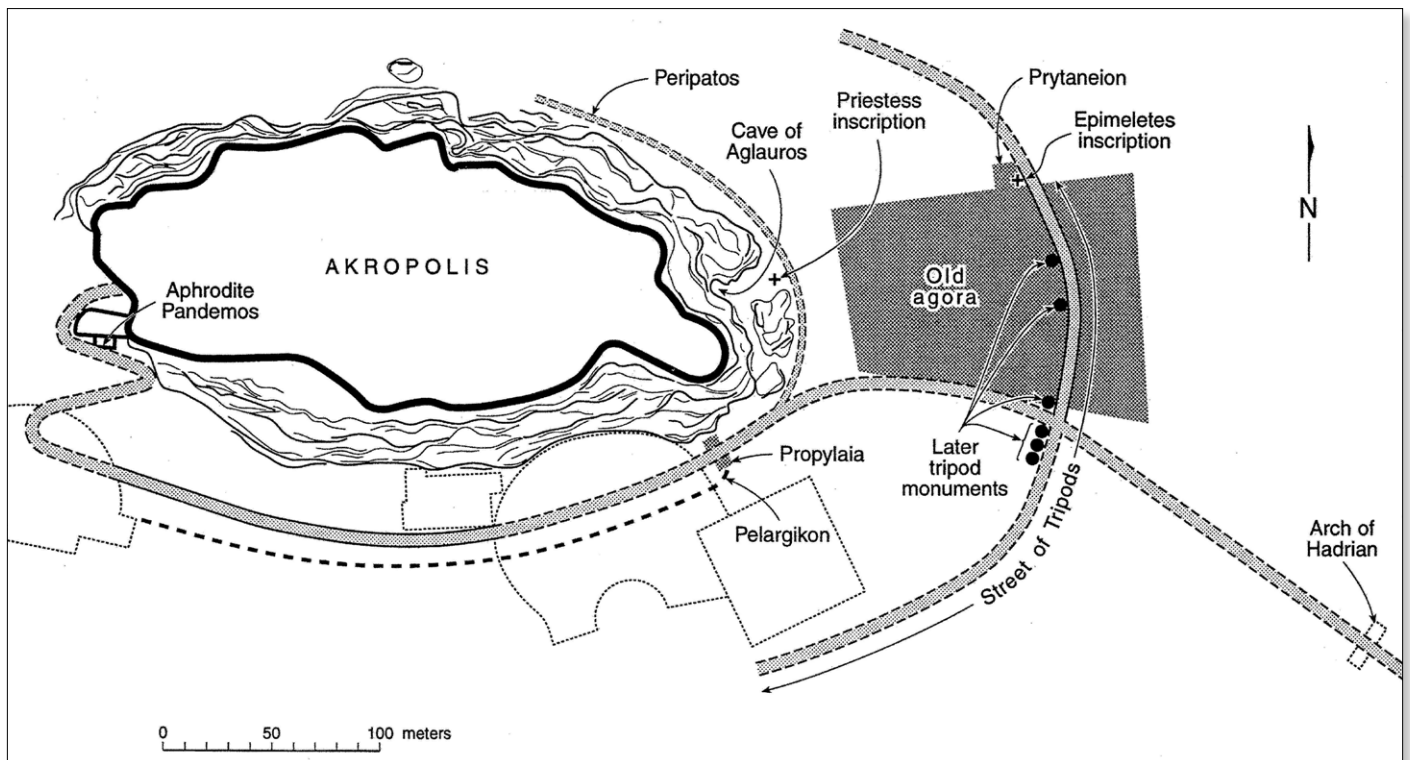 Peripatos
Prytaneion
Priestess
inscription
Epimeletes
inscription
Cave of
Aglauros
N
AKROPOLIS
Old
agora
Aphrodite
Pandemos
Later
tripod
monuments
Propylaia
Pelargikon
Street of Tripods
Arch of
Hadrian
0 50 100 meters